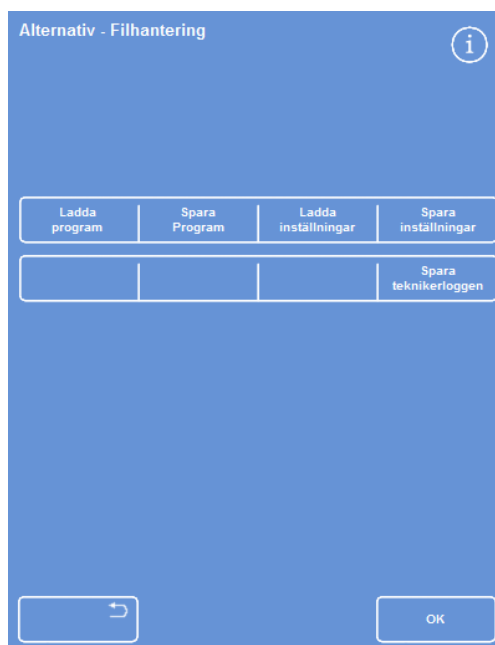 Alternativ - Filhantering
i
Ladda
program
Spara
Program
Ladda
inställningar
Spara
inställningar
Spara
teknikerloggen
OK